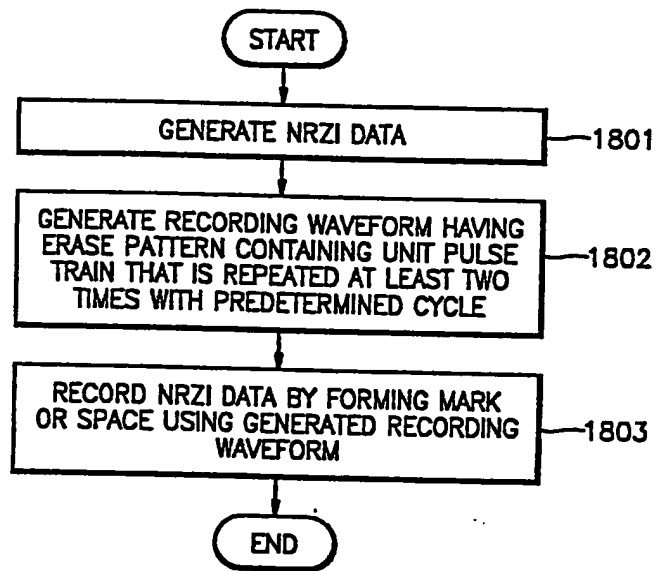 START
GENERATE NRZI DATA
1801
GENERATE RECORDING WAVEFORM HAVING
ERASE PATTERN CONTAINING UNIT PULSE
TRAIN THAT IS REPEATED AT LEAST TWO
TIMES WITH PREDETERMINED CYCLE
1802
RECORD NRZI DATA BY FORMING MARK
OR SPACE USING GENERATED RECORDING
WAVEFORM
1803
END